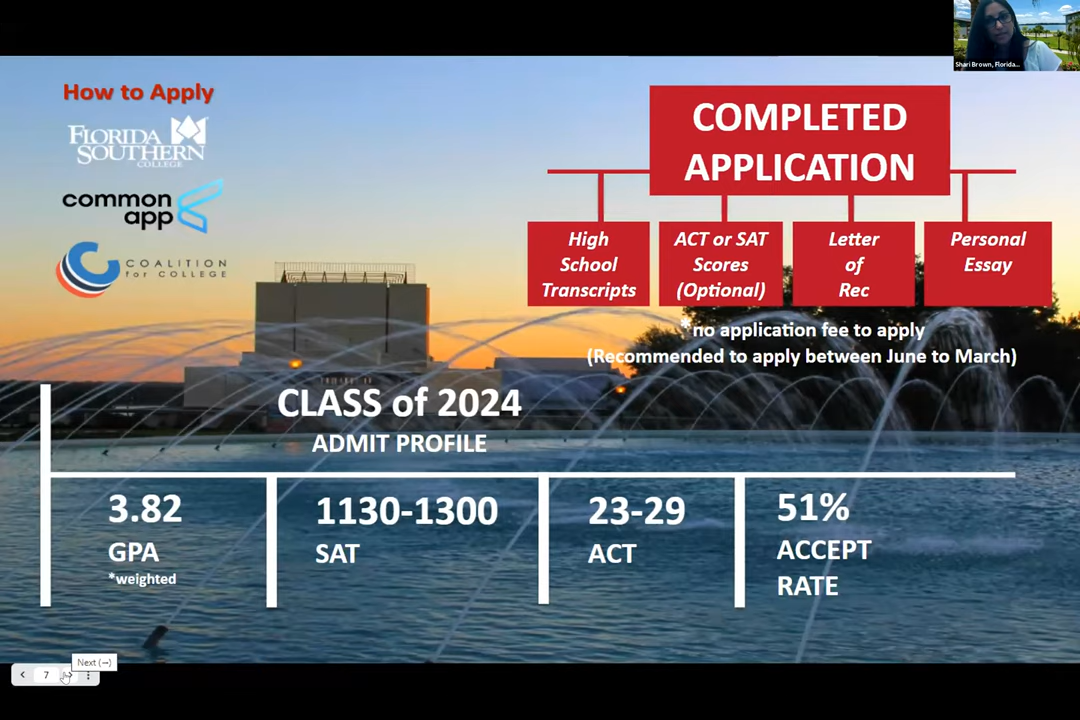 Shari Brown, Florida...
How to Apply
FLORIDA
SOUTHERN
COLLEGE
common
app
COALITION
for COLLEGE
COMPLETED
APPLICATION
High
School
Transcripts
ACT or SAT
Scores
(Optional)
Letter
of
Rec
Personal
Essay
*no application fee to apply
(Recommended to apply between June to March)
CLASS of 2024
ADMIT PROFILE
3.82
GPA
*weighted
1130-1300
SAT
23-29
ACT
51%
ACCEPT
RATE
Next (→)
7